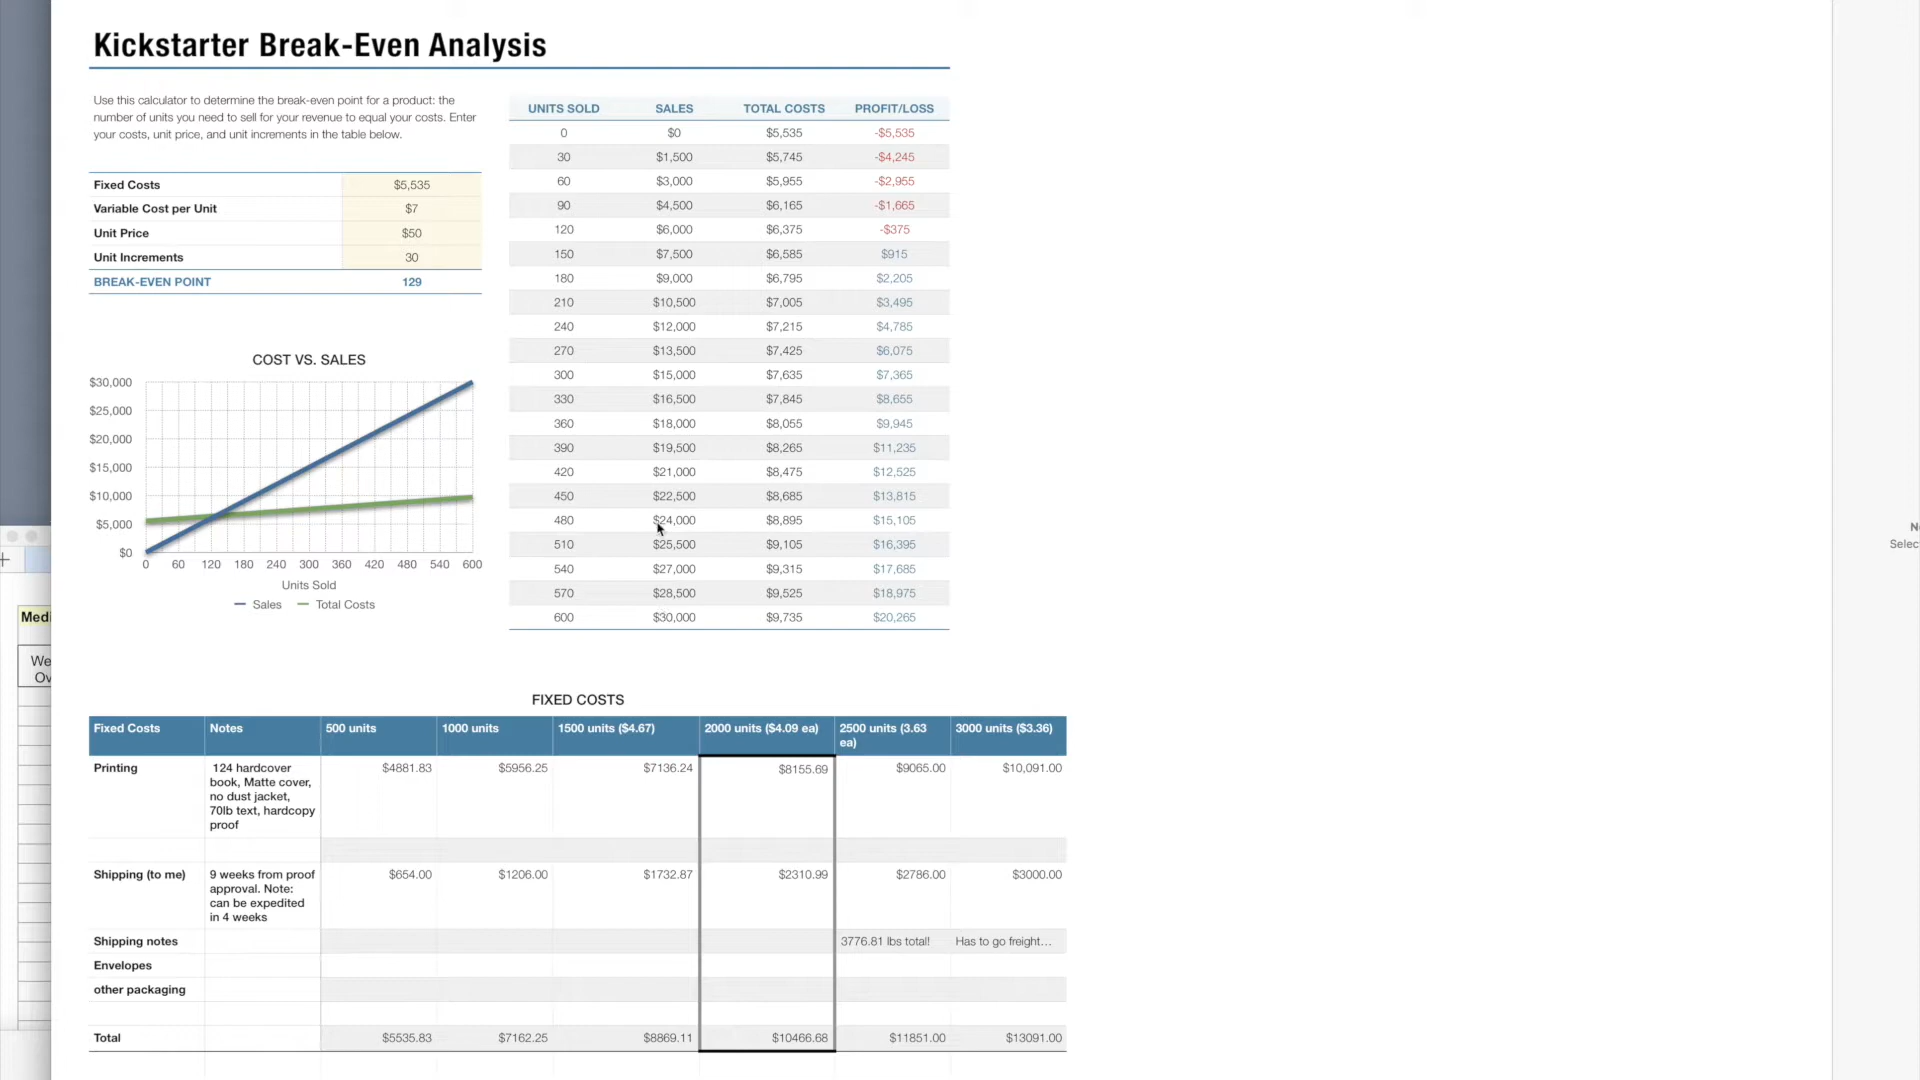 Kickstarter Break-Even Analysis
Use this calculator to determine the break-even point for a product: the
number of units you need to sell for your revenue to equal your costs. Enter
your costs, unit price, and unit increments in the table below.
Fixed Costs $5,535
Variable Cost per Unit $7
Unit Price $50
Unit Increments 30
BREAK-EVEN POINT 129
UNITS SOLD SALES TOTAL COSTS PROFIT/LOSS
0 $0 $5,535 -$5,535
30 $1,500 $5,745 -$4,245
60 $3,000 $5,955 -$2,955
90 $4,500 $6,165 -$1,665
120 $6,000 $6,375 -$375
150 $7,500 $6,585 $915
180 $9,000 $6,795 $2,205
210 $10,500 $7,005 $3,495
240 $12,000 $7,215 $4,785
270 $13,500 $7,425 $6,075
300 $15,000 $7,635 $7,365
330 $16,500 $7,845 $8,655
360 $18,000 $8,055 $9,945
390 $19,500 $8,265 $11,235
420 $21,000 $8,475 $12,525
450 $22,500 $8,685 $13,815
480 $24,000 $8,895 $15,105
510 $25,500 $9,105 $16,395
540 $27,000 $9,315 $17,685
570 $28,500 $9,525 $18,975
600 $30,000 $9,735 $20,265
COST VS. SALES
$30,000
$25,000
$20,000
$15,000
$10,000
$5,000
$0
0 60 120 180 240 300 360 420 480 540 600
Units Sold
Sales Total Costs
FIXED COSTS
Fixed Costs Notes 500 units 1000 units 1500 units ($4.67) 2000 units ($4.09 ea) 2500 units (3.63 3000 units ($3.36)
ea)
Printing 124 hardcover $4881.83 $5956.25 $7136.24 $8155.69 $9065.00 $10,091.00
book, Matte cover,
no dust jacket,
70lb text, hardcopy
proof
Shipping (to me) 9 weeks from proof $654.00 $1206.00 $1732.87 $2310.99 $2786.00 $3000.00
approval. Note:
can be expedited
in 4 weeks
Shipping notes 3776.81 lbs total! Has to go freight…
Envelopes
other packaging
Total $5535.83 $7162.25 $8869.11 $10466.68 $11851.00 $13091.00
Medi
We
Ov
Selec